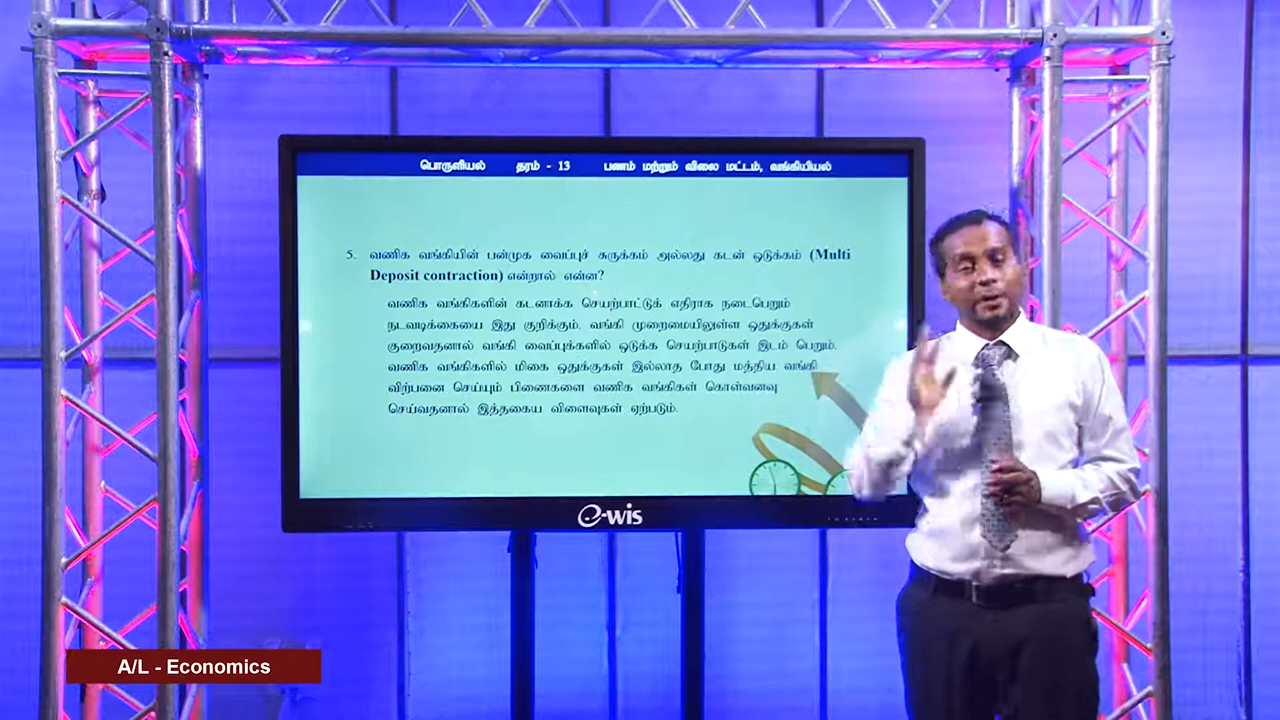 பொருளியல் தரம் - 13 பணம் மற்றும் விலை மட்டம், வங்கியியல்
5. வணிக வங்கியின் பன்முக வைப்புச் சுருக்கம் அல்லது கடன் ஒடுக்கம் (Multi
Deposit contraction) என்றால் என்ன?
வணிக வங்கிகளின் கடனாக்க செயற்பாட்டுக் எதிராக நடைபெறும்
நடவடிக்கையை இது குறிக்கும். வங்கி முறைமையிலுள்ள ஒதுக்குகள்
குறைவதனால் வங்கி வைப்புக்களில் ஒடுக்க செயற்பாடுகள் இடம் பெறும்.
வணிக வங்கிகளில் மிகை ஒதுக்குகள் இல்லாத போது மத்திய வங்கி
விற்பனை செய்யும் பிணைகளை வணிக வங்கிகள் கொள்வனவு
செய்வதனால் இத்தகைய விளைவுகள் ஏற்படும்.
e-wis
A/L - Economics